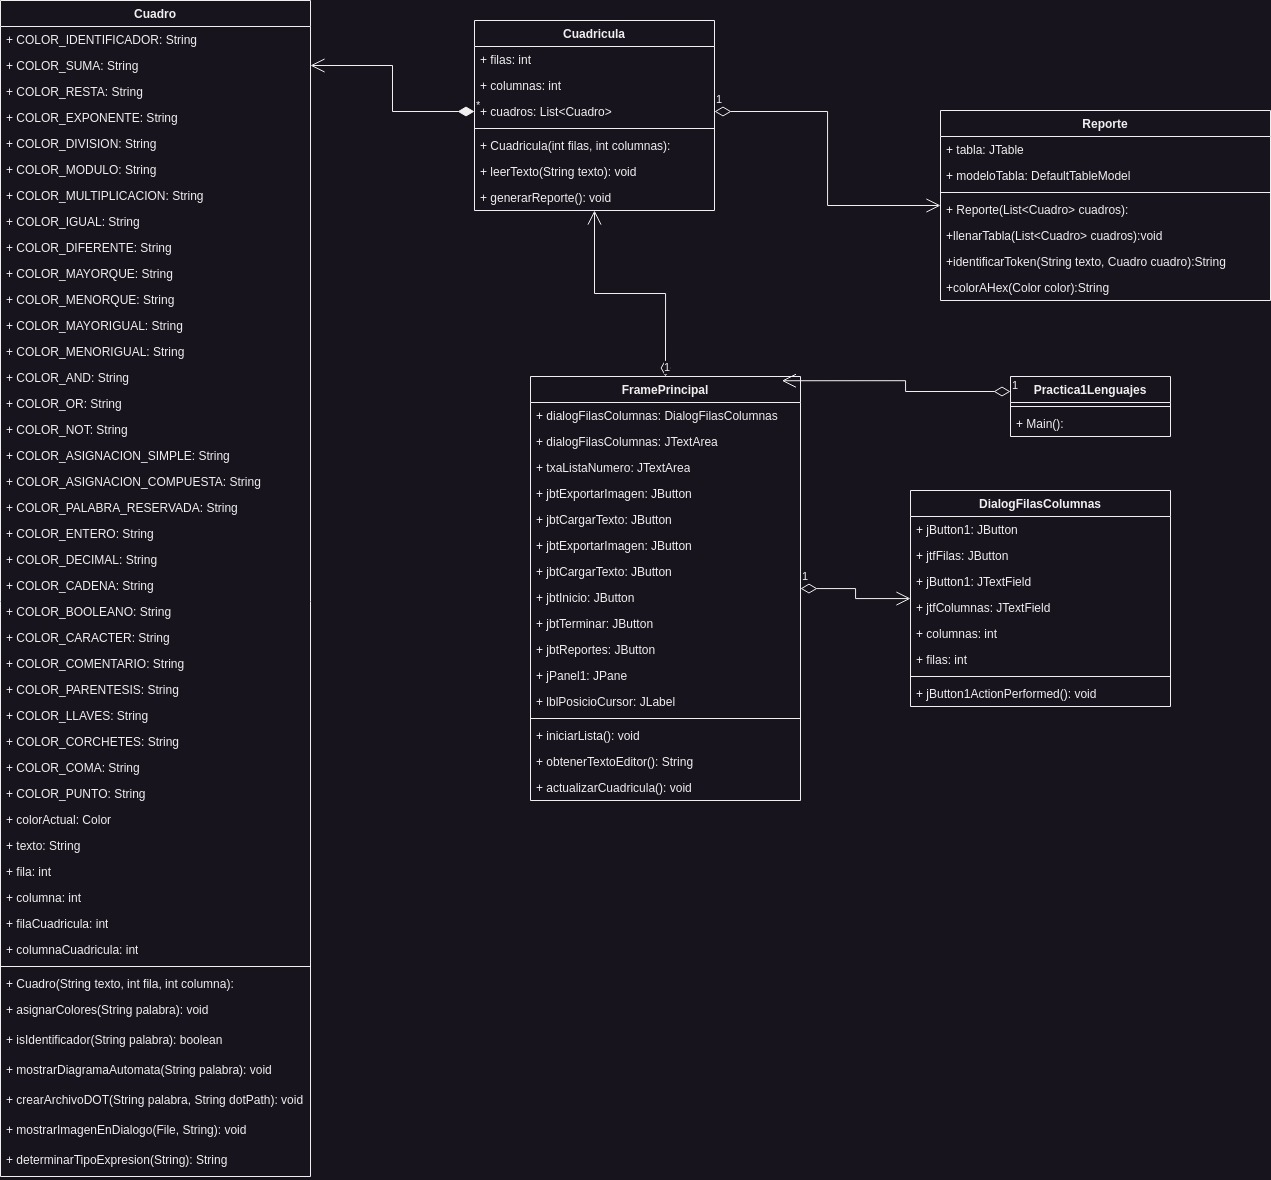 Cuadro
+ COLOR_IDENTIFICADOR: String
+ COLOR_SUMA: String
+ COLOR_RESTA: String
+ COLOR_EXPONENTE: String
+ COLOR_DIVISION: String
+ COLOR_MODULO: String
+ COLOR_MULTIPLICACION: String
+ COLOR_IGUAL: String
+ COLOR_DIFERENTE: String
+ COLOR_MAYORQUE: String
+ COLOR_MENORQUE: String
+ COLOR_MAYORIGUAL: String
+ COLOR_MENORIGUAL: String
+ COLOR_AND: String
+ COLOR_OR: String
+ COLOR_NOT: String
+ COLOR_ASIGNACION_SIMPLE: String
+ COLOR_ASIGNACION_COMPUESTA: String
+ COLOR_PALABRA_RESERVADA: String
+ COLOR_ENTERO: String
+ COLOR_DECIMAL: String
+ COLOR_CADENA: String
+ COLOR_BOOLEANO: String
+ COLOR_CARACTER: String
+ COLOR_COMENTARIO: String
+ COLOR_PARENTESIS: String
+ COLOR_LLAVES: String
+ COLOR_CORCHETES: String
+ COLOR_COMA: String
+ COLOR_PUNTO: String
+ colorActual: Color
+ texto: String
+ fila: int
+ columna: int
+ filaCuadricula: int
+ columnaCuadricula: int
+ Cuadro(String texto, int fila, int columna):
+ asignarColores(String palabra): void
+ isIdentificador(String palabra): boolean
+ mostrarDiagramaAutomata(String palabra): void
+ crearArchivoDOT(String palabra, String dotPath): void
+ mostrarImagenEnDialogo(File, String): void
+ determinarTipoExpresion(String): String
Cuadricula
+ filas: int
+ columnas: int
*
+ cuadros: List<Cuadro>
1
+ Cuadricula(int filas, int columnas):
+ leerTexto(String texto): void
+ generarReporte(): void
Reporte
+ tabla: JTable
+ modeloTabla: DefaultTableModel
+ Reporte(List<Cuadro> cuadros):
+llenarTabla(List<Cuadro> cuadros):void
+identificarToken(String texto, Cuadro cuadro):String
+colorAHex(Color color):String
1
FramePrincipal
+ dialogFilasColumnas: DialogFilasColumnas
+ dialogFilasColumnas: JTextArea
+ txaListaNumero: JTextArea
+ jbtExportarImagen: JButton
+ jbtCargarTexto: JButton
+ jbtExportarImagen: JButton
+ jbtCargarTexto: JButton
+ jbtInicio: JButton
+ jbtTerminar: JButton
+ jbtReportes: JButton
+ jPanel1: JPane
+ lblPosicioCursor: JLabel
+ iniciarLista(): void
+ obtenerTextoEditor(): String
+ actualizarCuadricula(): void
1
1
Practica1Lenguajes
+ Main():
DialogFilasColumnas
+ jButton1: JButton
+ jtfFilas: JButton
+ jButton1: JTextField
+ jtfColumnas: JTextField
+ columnas: int
+ filas: int
+ jButton1ActionPerformed(): void